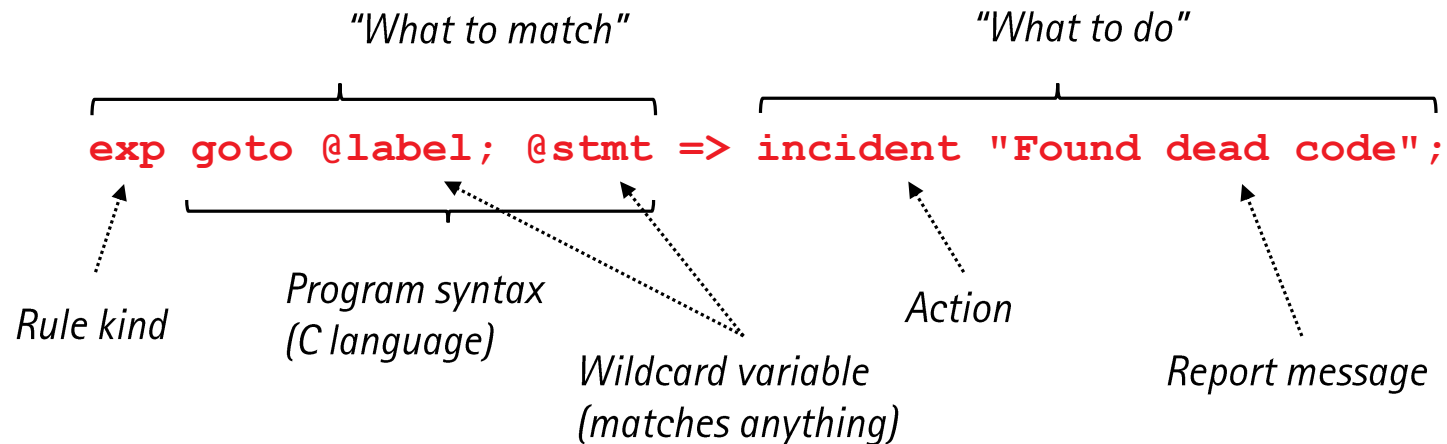 “What to match”
“What to do”
exp goto @label; @stmt => incident "Found dead code";
Rule kind
Program syntax
(C language)
Wildcard variable
(matches anything)
Action
Report message